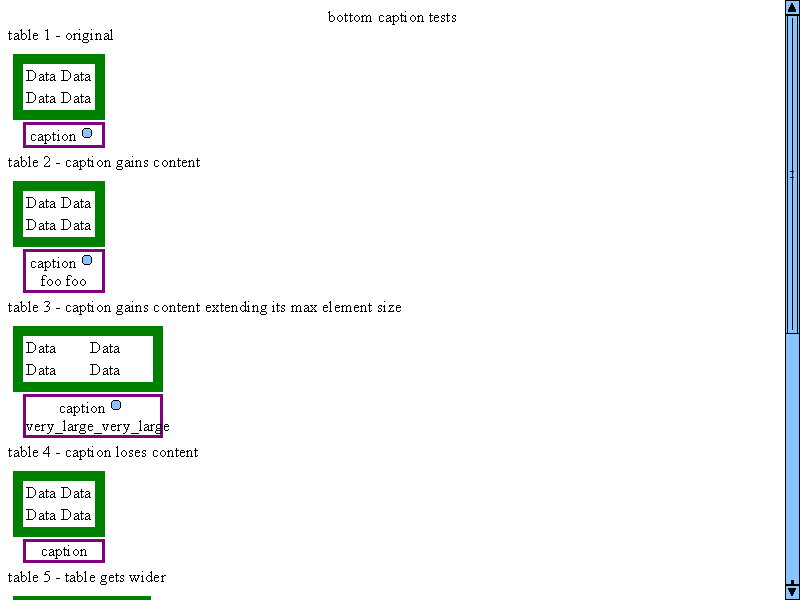 bottom caption tests
table 1 - original
Data Data
Data Data
caption
table 2 - caption gains content
Data Data
Data Data
caption
foo foo
table 3 - caption gains content extending its max element size
Data Data
Data Data
caption
very_large_very_large
table 4 - caption loses content
Data Data
Data Data
caption
table 5 - table gets wider